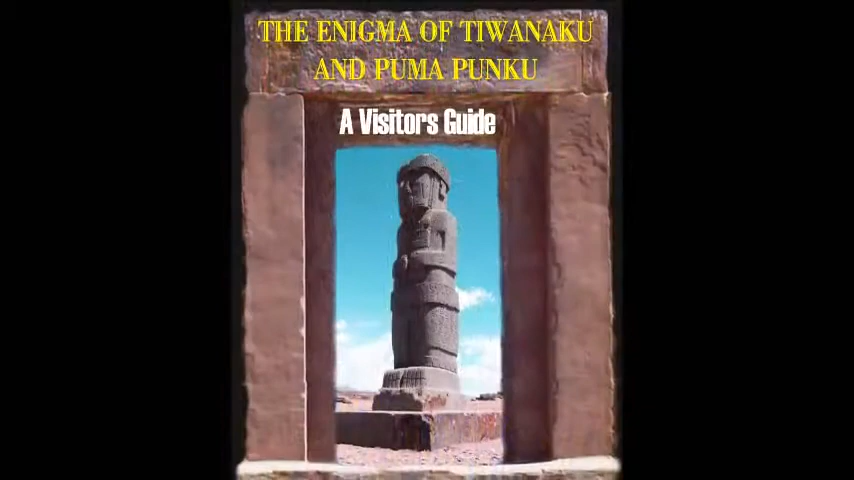 THE ENIGMA OF TIWANAKU
AND PUMA PUNKU
A Visitors Guide